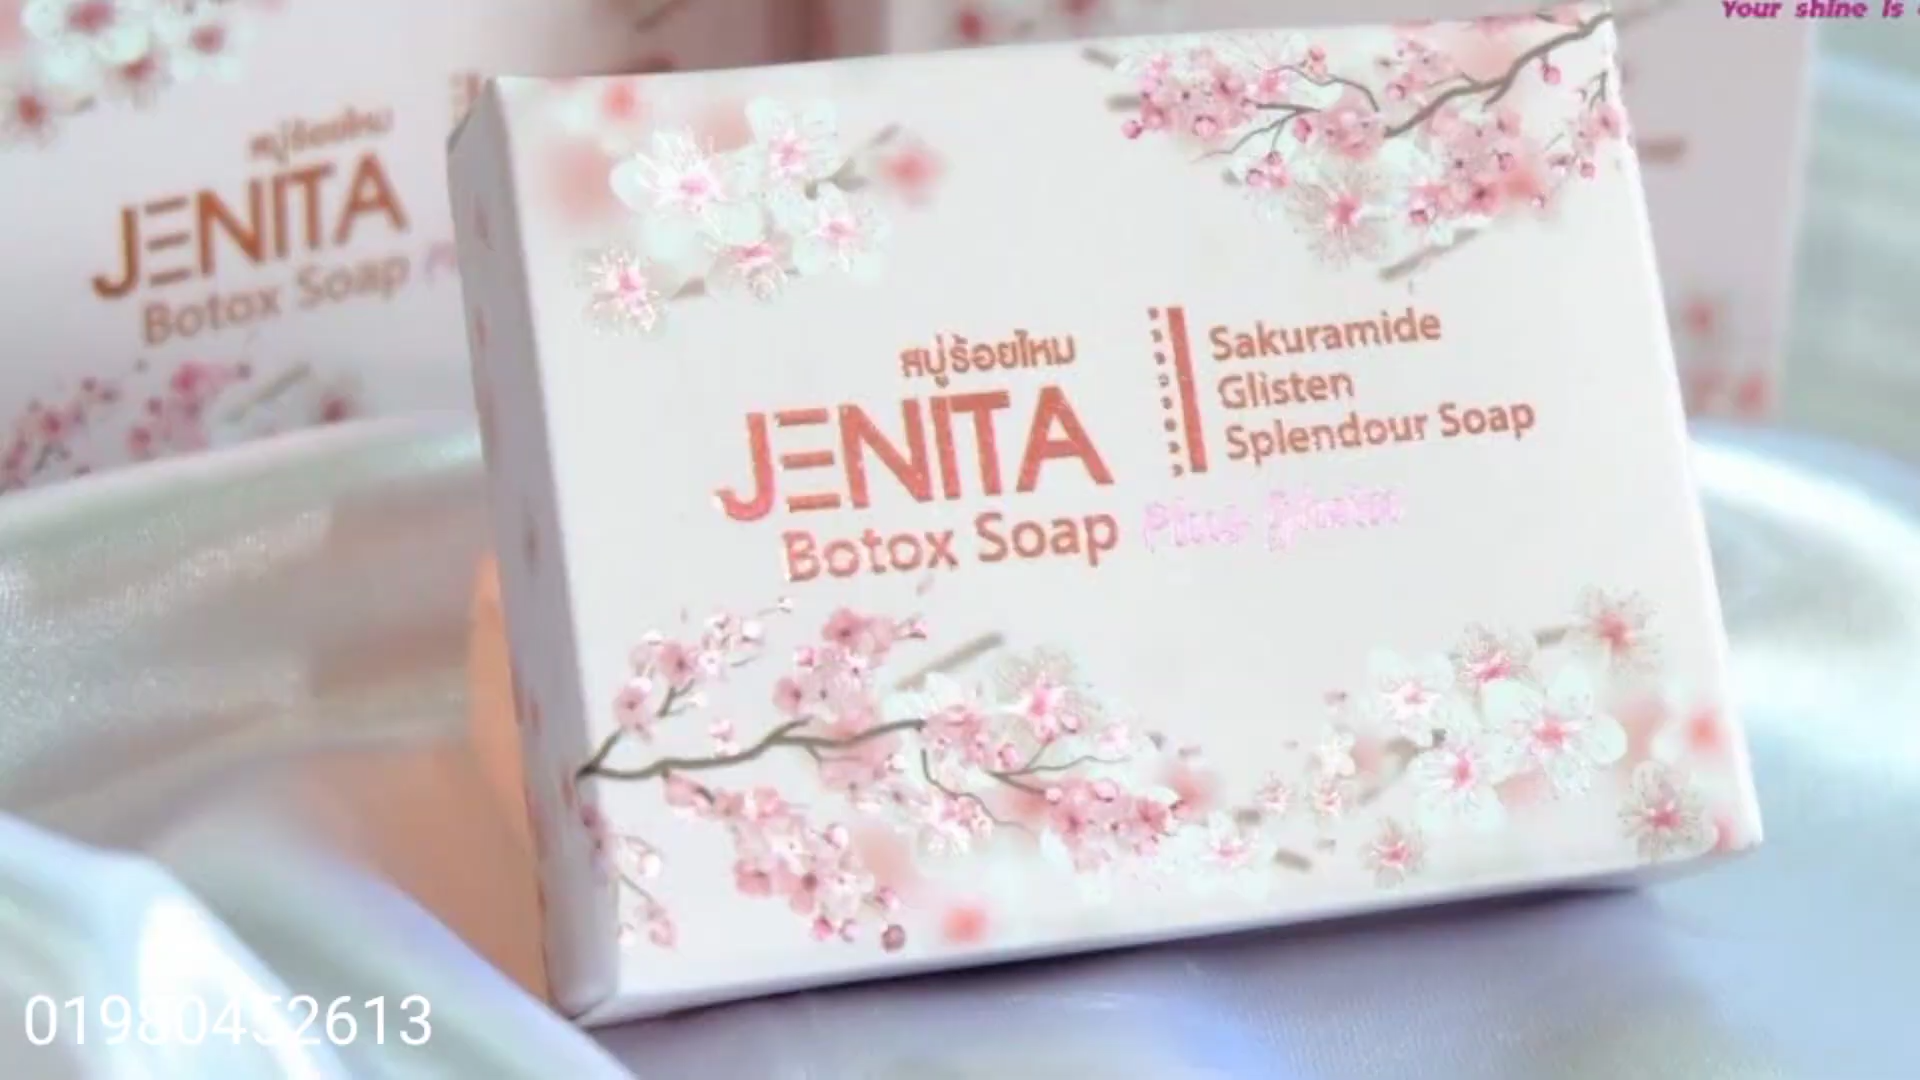 Your shine is
สบู่ร้อยไหม
JENITA
Botox Soap
สบู่ร้อยไหม
JENITA
Botox Soap Plus
Sakuramide
Glisten
Splendour Soap
01980452613